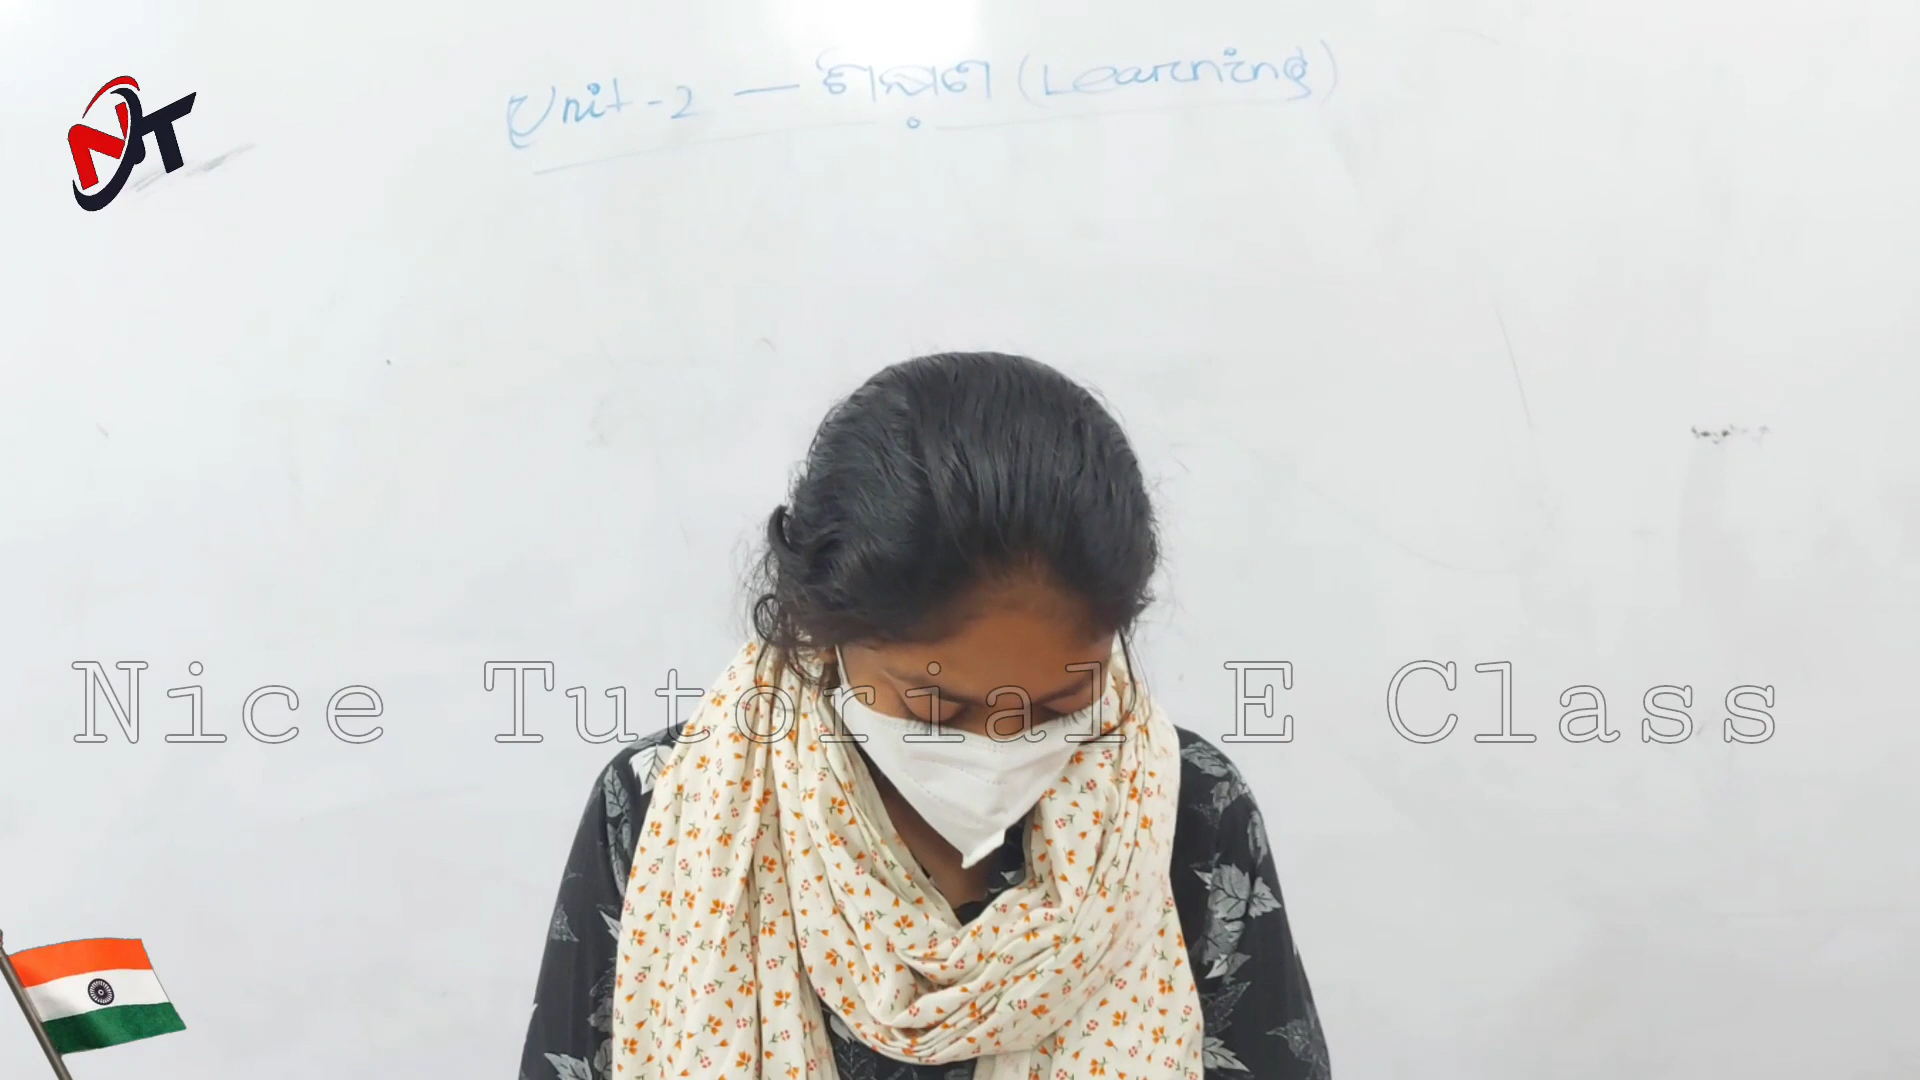 NT
Unit-2 — ଶିକ୍ଷଣ (Learning)
Nice Tutorial E Class